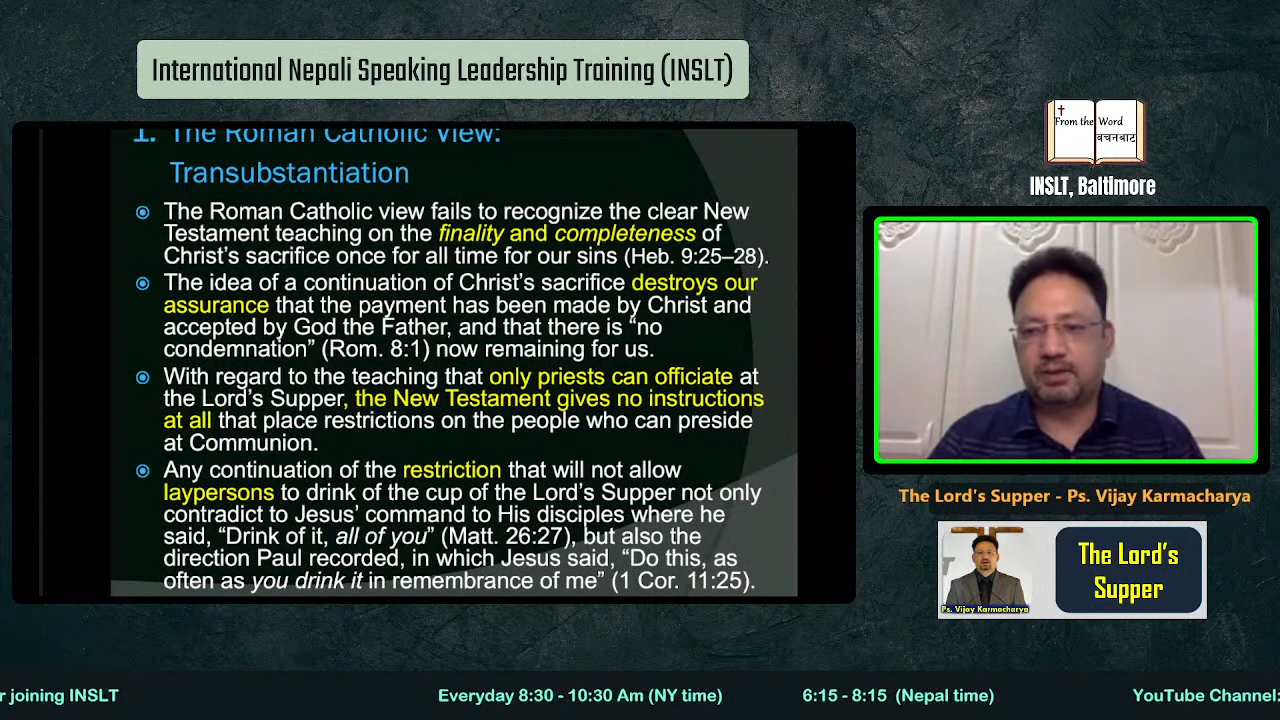 International Nepali Speaking Leadership Training (INSLT)
1. The Roman Catholic View:
Transubstantiation
The Roman Catholic view fails to recognize the clear New
Testament teaching on the finality and completeness of
Christ's sacrifice once for all time for our sins (Heb. 9:25–28).
The idea of a continuation of Christ's sacrifice destroys our
assurance that the payment has been made by Christ and
accepted by God the Father, and that there is “no
condemnation” (Rom. 8:1) now remaining for us.
With regard to the teaching that only priests can officiate at
the Lord's Supper, the New Testament gives no instructions
at all that place restrictions on the people who can preside
at Communion.
Any continuation of the restriction that will not allow
laypersons to drink of the cup of the Lord's Supper not only
contradict to Jesus' command to His disciples where he
said, “Drink of it, all of you” (Matt. 26:27), but also the
direction Paul recorded, in which Jesus said, “Do this, as
often as you drink it in remembrance of me” (1 Cor. 11:25).
From the Word
वचनबाट
INSLT, Baltimore
The Lord's Supper - Ps. Vijay Karmacharya
Ps. Vijay Karmacharya
The Lord's
Supper
r joining INSLT
Everyday 8:30 - 10:30 Am (NY time)
6:15 - 8:15 (Nepal time)
YouTube Channel: